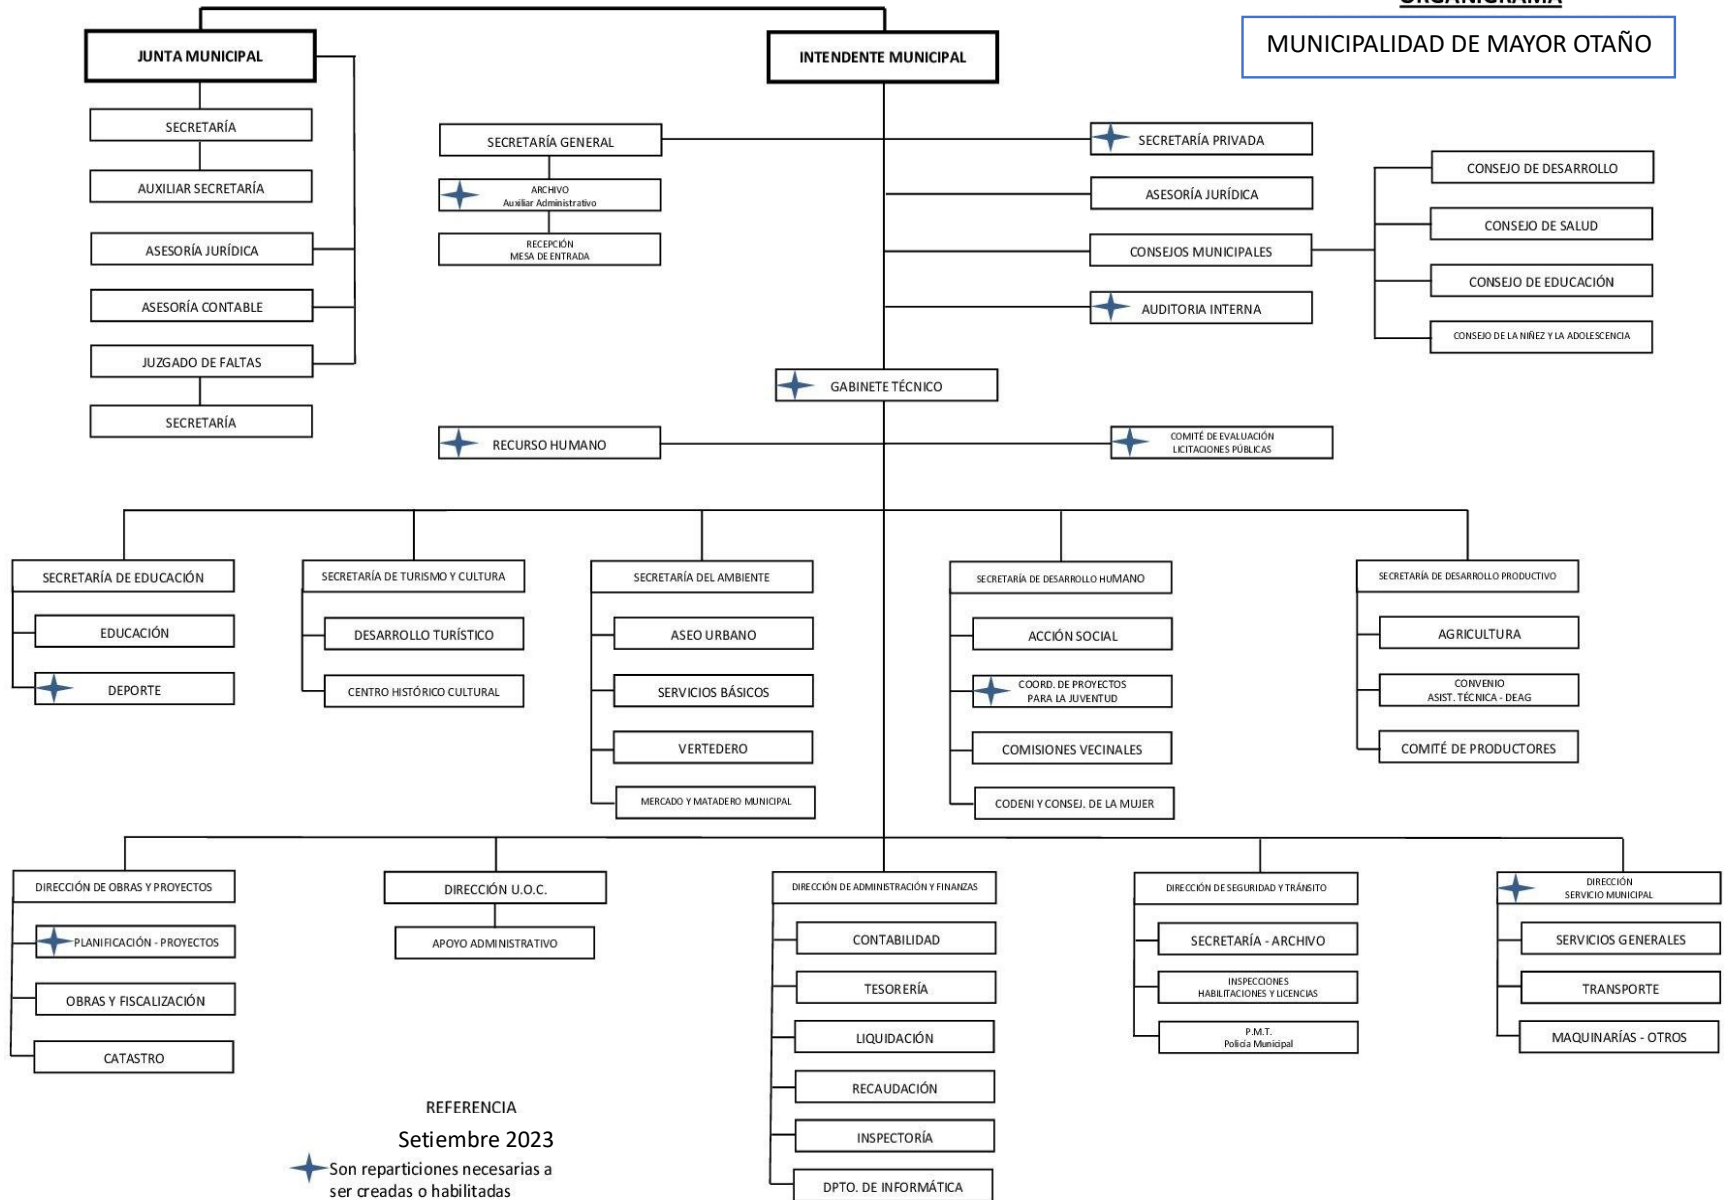 ORGANIGRAMA
MUNICIPALIDAD DE MAYOR OTAÑO
JUNTA MUNICIPAL
INTENDENTE MUNICIPAL
SECRETARÍA
AUXILIAR SECRETARÍA
ASESORÍA JURÍDICA
ASESORÍA CONTABLE
JUZGADO DE FALTAS
SECRETARÍA
SECRETARÍA GENERAL
ARCHIVO
Auxiliar Administrativo
RECEPCIÓN
MESA DE ENTRADA
SECRETARÍA PRIVADA
ASESORÍA JURÍDICA
CONSEJOS MUNICIPALES
AUDITORIA INTERNA
CONSEJO DE DESARROLLO
CONSEJO DE SALUD
CONSEJO DE EDUCACIÓN
CONSEJO DE LA NIÑEZ Y LA ADOLESCENCIA
GABINETE TÉCNICO
RECURSO HUMANO
COMITÉ DE EVALUACIÓN
LICITACIONES PÚBLICAS
SECRETARÍA DE EDUCACIÓN
EDUCACIÓN
DEPORTE
SECRETARÍA DE TURISMO Y CULTURA
DESARROLLO TURÍSTICO
CENTRO HISTÓRICO CULTURAL
SECRETARÍA DEL AMBIENTE
ASEO URBANO
SERVICIOS BÁSICOS
VERTEDERO
MERCADO Y MATADERO MUNICIPAL
SECRETARÍA DE DESARROLLO HUMANO
ACCIÓN SOCIAL
COORD. DE PROYECTOS
PARA LA JUVENTUD
COMISIONES VECINALES
CODENI Y CONSEJ. DE LA MUJER
SECRETARÍA DE DESARROLLO PRODUCTIVO
AGRICULTURA
CONVENIO
ASIST. TÉCNICA - DEAG
COMITÉ DE PRODUCTORES
DIRECCIÓN DE OBRAS Y PROYECTOS
PLANIFICACIÓN - PROYECTOS
OBRAS Y FISCALIZACIÓN
CATASTRO
DIRECCIÓN U.O.C.
APOYO ADMINISTRATIVO
DIRECCIÓN DE ADMINISTRACIÓN Y FINANZAS
CONTABILIDAD
TESORERÍA
LIQUIDACIÓN
RECAUDACIÓN
INSPECTORÍA
DPTO. DE INFORMÁTICA
DIRECCIÓN DE SEGURIDAD Y TRÁNSITO
SECRETARÍA - ARCHIVO
INSPECCIONES
HABILITACIONES Y LICENCIAS
P.M.T.
Policía Municipal
DIRECCIÓN
SERVICIO MUNICIPAL
SERVICIOS GENERALES
TRANSPORTE
MAQUINARÍAS - OTROS
REFERENCIA
Setiembre 2023
Son reparticiones necesarias a
ser creadas o habilitadas